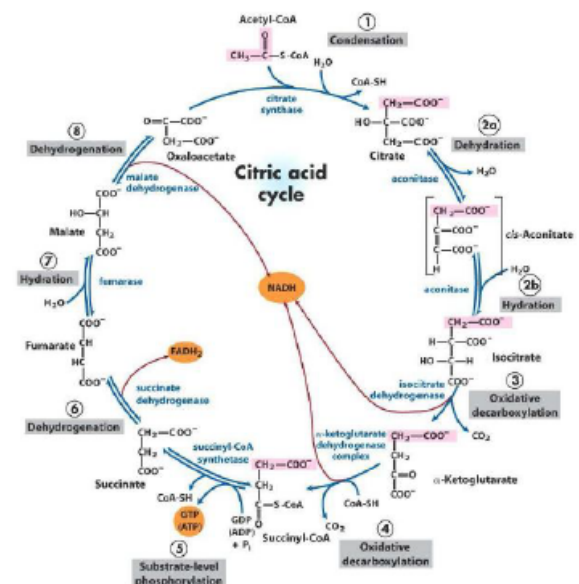 Acetyl-CoA
①
Condensation
O
CH₃—C—S-CoA
H₂O
CoA-SH
citrate
synthase
O=C—COO⁻
CH₂—COO⁻
Oxaloacetate
CH₂—COO⁻
HO—C—COO⁻
CH₂—COO⁻
Citrate
2a
Dehydration
H₂O
aconitase
⑧
Dehydrogenation
malate
dehydrogenase
Citric acid
cycle
CH₂—COO⁻
C—COO⁻
C—COO⁻
H
cis-Aconitate
COO⁻
HO—CH
CH₂
COO⁻
Malate
⑦
Hydration
fumarase
H₂O
NADH
aconitase
H₂O
2b
Hydration
CH₂—COO⁻
H—C—COO⁻
HO—C—H
COO⁻
Isocitrate
COO⁻
CH
HC
COO⁻
Fumarate
FADH₂
succinate
dehydrogenase
⑥
Dehydrogenation
isocitrate
dehydrogenase
③
Oxidative
decarboxylation
CO₂
CH₂—COO⁻
CH₂
COO⁻
Succinate
succinyl-CoA
synthetase
α-ketoglutarate
dehydrogenase
complex
CH₂—COO⁻
CH₂
C=O
COO⁻
α-Ketoglutarate
CH₂—COO⁻
CH₂
C—S-CoA
O
Succinyl-CoA
CoA-SH
GTP
(ATP)
GDP
(ADP)
+ Pᵢ
CO₂
CoA-SH
④
Oxidative
decarboxylation
⑤
Substrate-level
phosphorylation